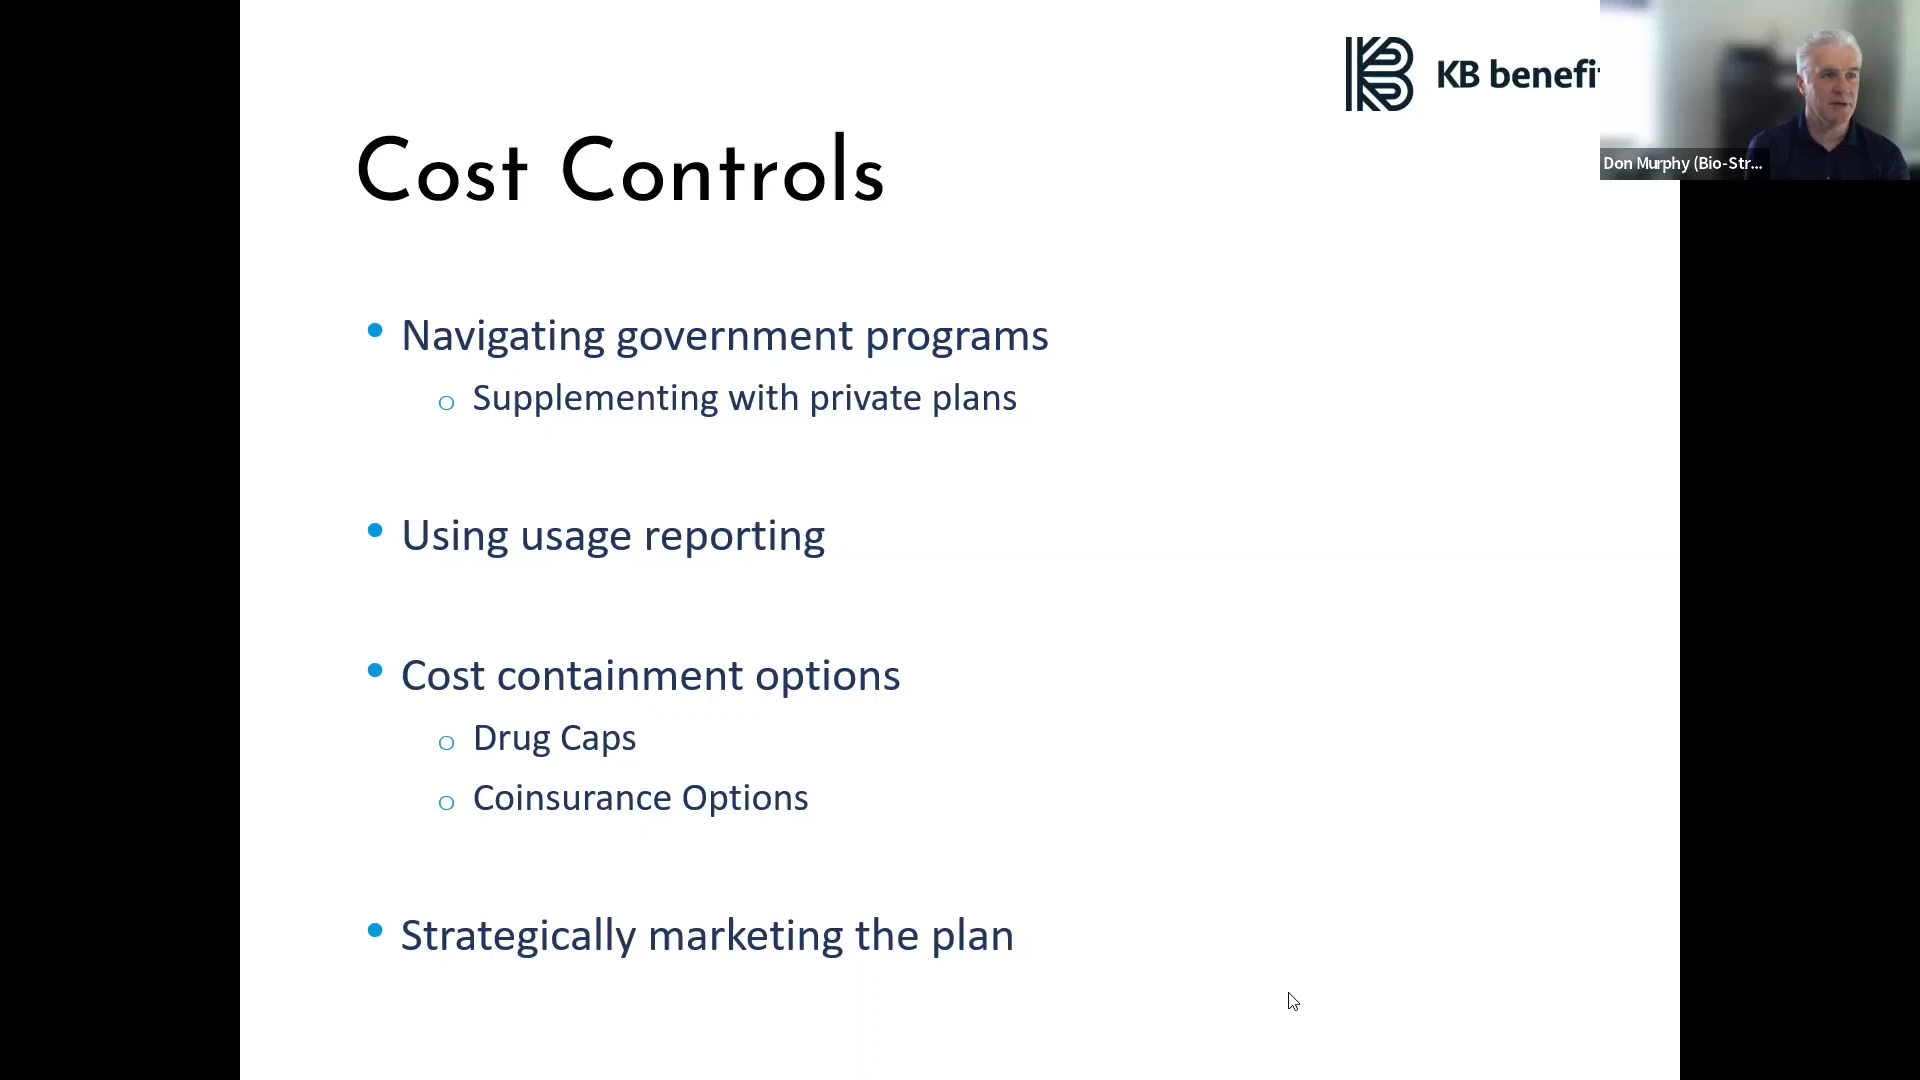 KB benefit
Don Murphy (Bio-Str...
Cost Controls
• Navigating government programs
o Supplementing with private plans
• Using usage reporting
• Cost containment options
o Drug Caps
o Coinsurance Options
• Strategically marketing the plan